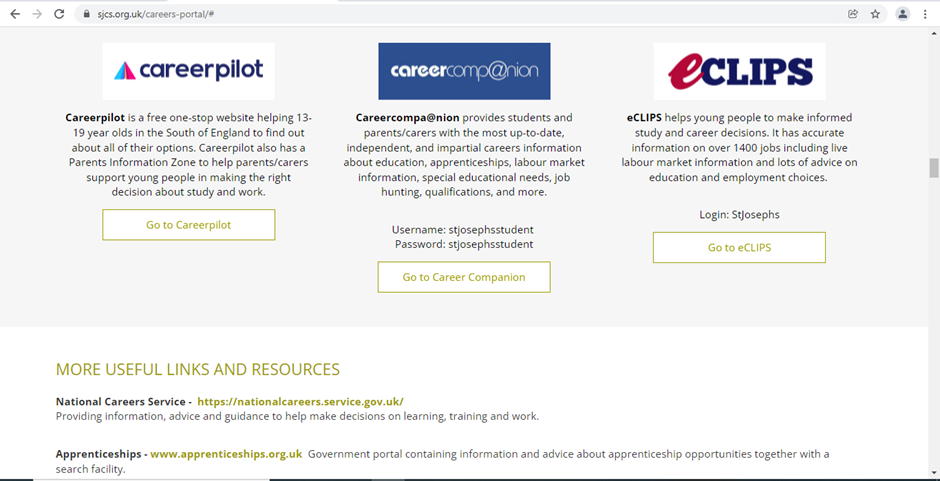 sjcs.org.uk/careers-portal/#
careerpilot
Careerpilot is a free one-stop website helping 13-
19 year olds in the South of England to find out
about all of their options. Careerpilot also has a
Parents Information Zone to help parents/carers
support young people in making the right
decision about study and work.
Go to Careerpilot
careercomp@nion
Careercompa@nion provides students and
parents/carers with the most up-to-date,
independent, and impartial careers information
about education, apprenticeships, labour market
information, special educational needs, job
hunting, qualifications, and more.
Username: stjosephsstudent
Password: stjosephsstudent
Go to Career Companion
eCLIPS
eCLIPS helps young people to make informed
study and career decisions. It has accurate
information on over 1400 jobs including live
labour market information and lots of advice on
education and employment choices.
Login: StJosephs
Go to eCLIPS
MORE USEFUL LINKS AND RESOURCES
National Careers Service - https://nationalcareers.service.gov.uk/
Providing information, advice and guidance to help make decisions on learning, training and work.
Apprenticeships - www.apprenticeships.org.uk Government portal containing information and advice about apprenticeship opportunities together with a
search facility.